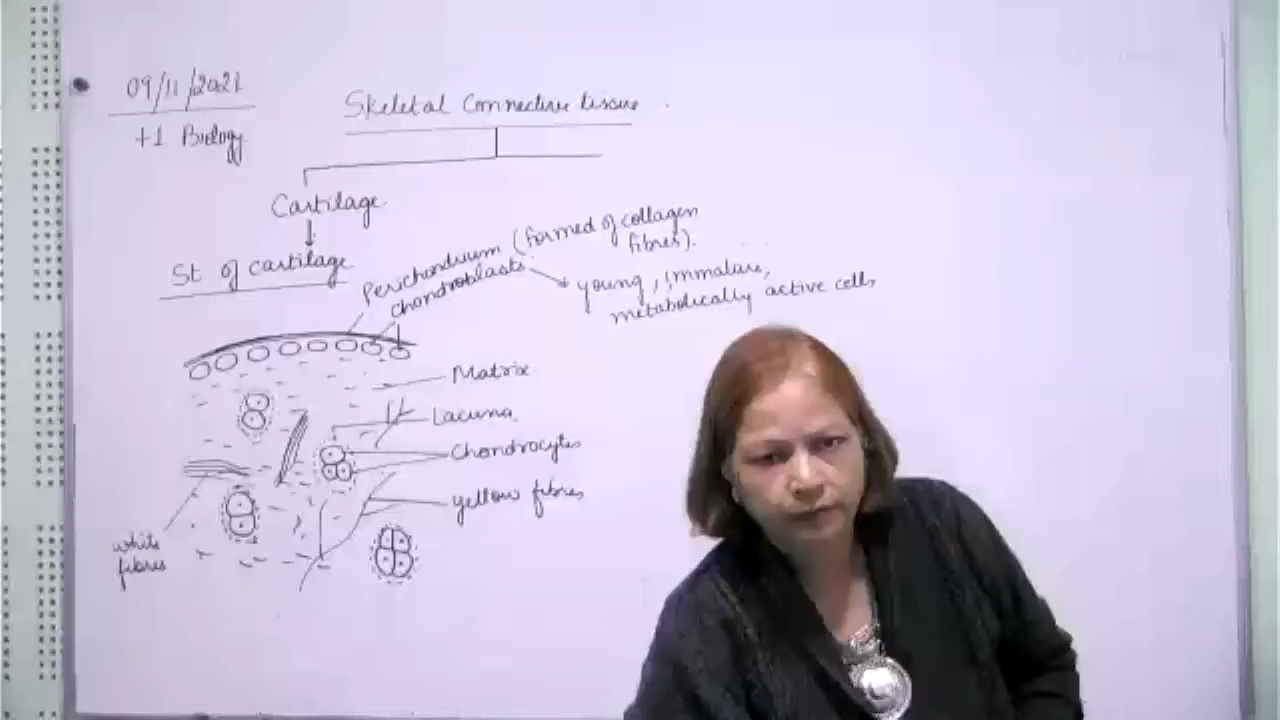 09/11/2021
+1 Biology
Skeletal Connective tissue
Cartilage
St of cartilage
Perichondrium (formed of collagen
fibres).
chondroblasts
young, immature,
metabolically active cells
Matrix
Lacuna
Chondrocytes
yellow fibres
white
fibres